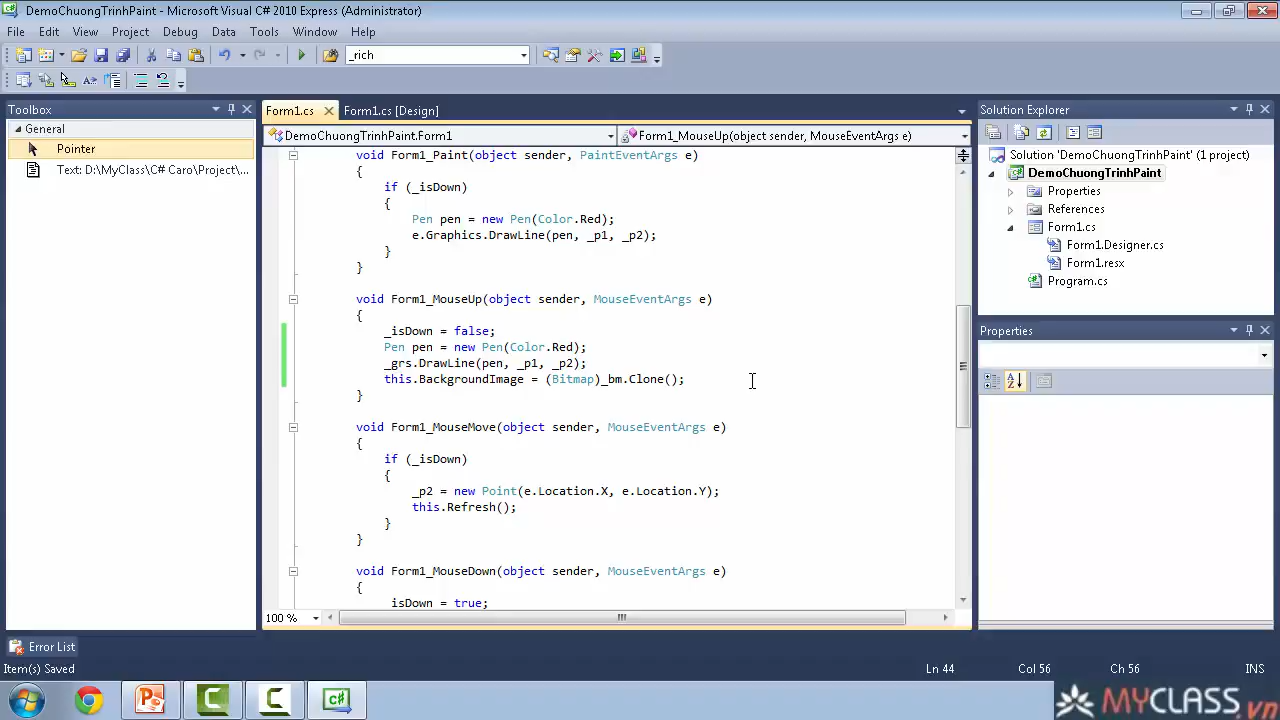 DemoChuongTrinhPaint - Microsoft Visual C# 2010 Express (Administrator)
File Edit View Project Debug Data Tools Window Help
_rich
Toolbox
General
Pointer
Text: D:\MyClass\C# Caro\Project\...
Form1.cs
Form1.cs [Design]
DemoChuongTrinhPaint.Form1
Form1_MouseUp(object sender, MouseEventArgs e)
void Form1_Paint(object sender, PaintEventArgs e)
{
if (_isDown)
{
Pen pen = new Pen(Color.Red);
e.Graphics.DrawLine(pen, _p1, _p2);
}
}
void Form1_MouseUp(object sender, MouseEventArgs e)
{
_isDown = false;
Pen pen = new Pen(Color.Red);
_grs.DrawLine(pen, _p1, _p2);
this.BackgroundImage = (Bitmap)_bm.Clone();
}
void Form1_MouseMove(object sender, MouseEventArgs e)
{
if (_isDown)
{
_p2 = new Point(e.Location.X, e.Location.Y);
this.Refresh();
}
}
void Form1_MouseDown(object sender, MouseEventArgs e)
{
isDown = true;
100 %
Solution Explorer
Solution 'DemoChuongTrinhPaint' (1 project)
DemoChuongTrinhPaint
Properties
References
Form1.cs
Form1.Designer.cs
Form1.resx
Program.cs
Properties
Error List
Item(s) Saved
Ln 44
Col 56
Ch 56
INS
MYCLASS.vn